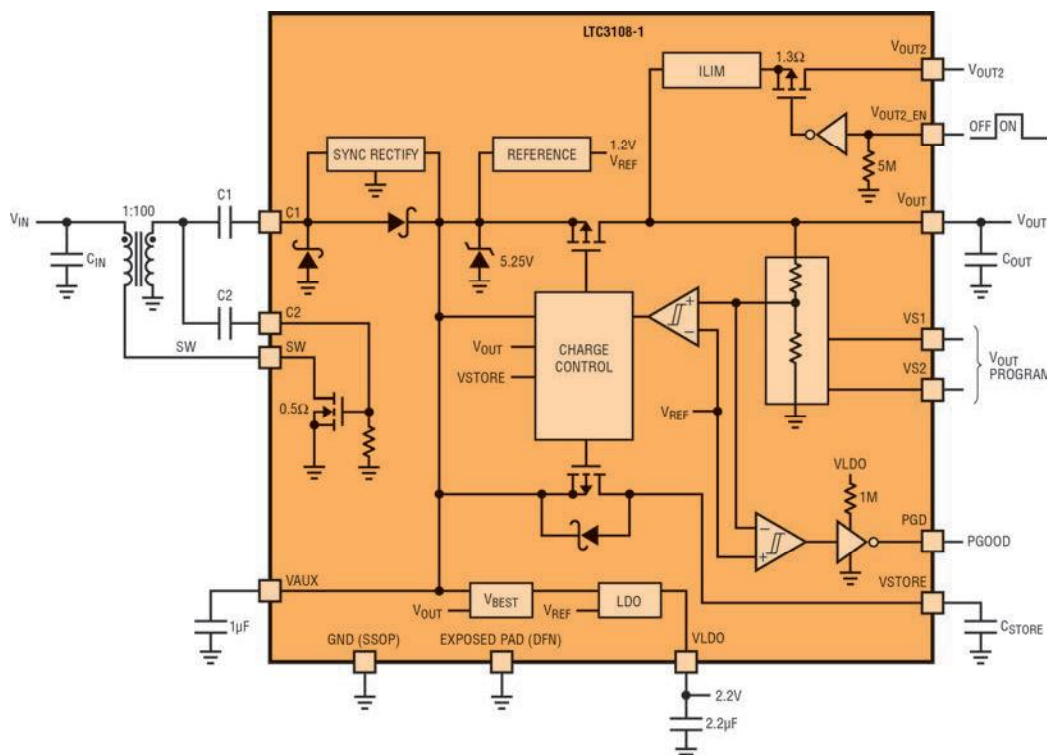 LTC3108-1
VOUT2
1.3Ω
ILIM
VOUT2
VOUT2_EN
OFF ON
SYNC RECTIFY
REFERENCE
1.2V
VREF
5M
C1
1:100
VOUT
VIN
C1
VOUT
CIN
5.25V
COUT
C2
C2
VS1
SW
SW
VOUT
CHARGE
CONTROL
VSTORE
VS2
VOUT
PROGRAM
0.5Ω
VREF
VLDO
1M
PGD
PGOOD
VSTORE
VAUX
VBEST
LDO
VOUT
VREF
1µF
CSTORE
GND (SSOP)
EXPOSED PAD (DFN)
VLDO
2.2V
2.2µF